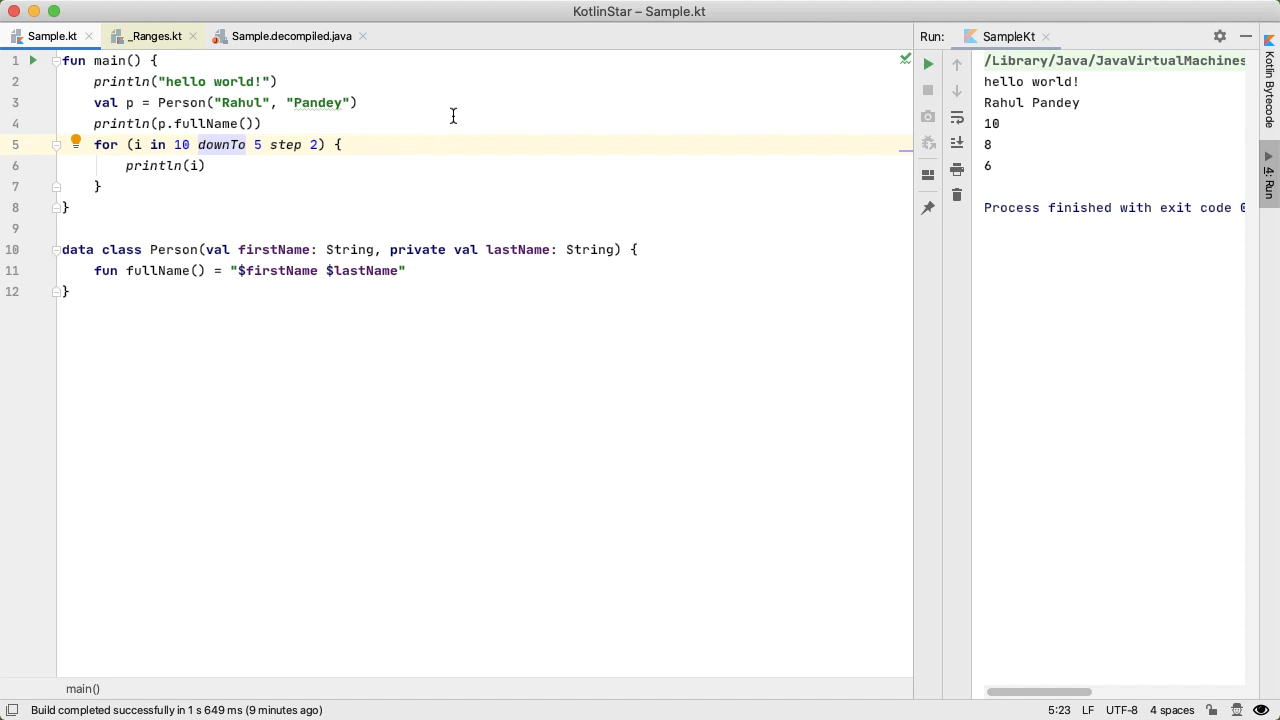 KotlinStar – Sample.kt
Sample.kt
_Ranges.kt
Sample.decompiled.java
Run:
SampleKt
1 fun main() {
2 println("hello world!")
3 val p = Person("Rahul", "Pandey")
4 println(p.fullName())
5 for (i in 10 downTo 5 step 2) {
6 println(i)
7 }
8 }
9
10 data class Person(val firstName: String, private val lastName: String) {
11 fun fullName() = "$firstName $lastName"
12 }
/Library/Java/JavaVirtualMachines
hello world!
Rahul Pandey
10
8
6
Process finished with exit code 0
Kotlin Bytecode
4: Run
main()
Build completed successfully in 1 s 649 ms (9 minutes ago)
5:23 LF UTF-8 4 spaces